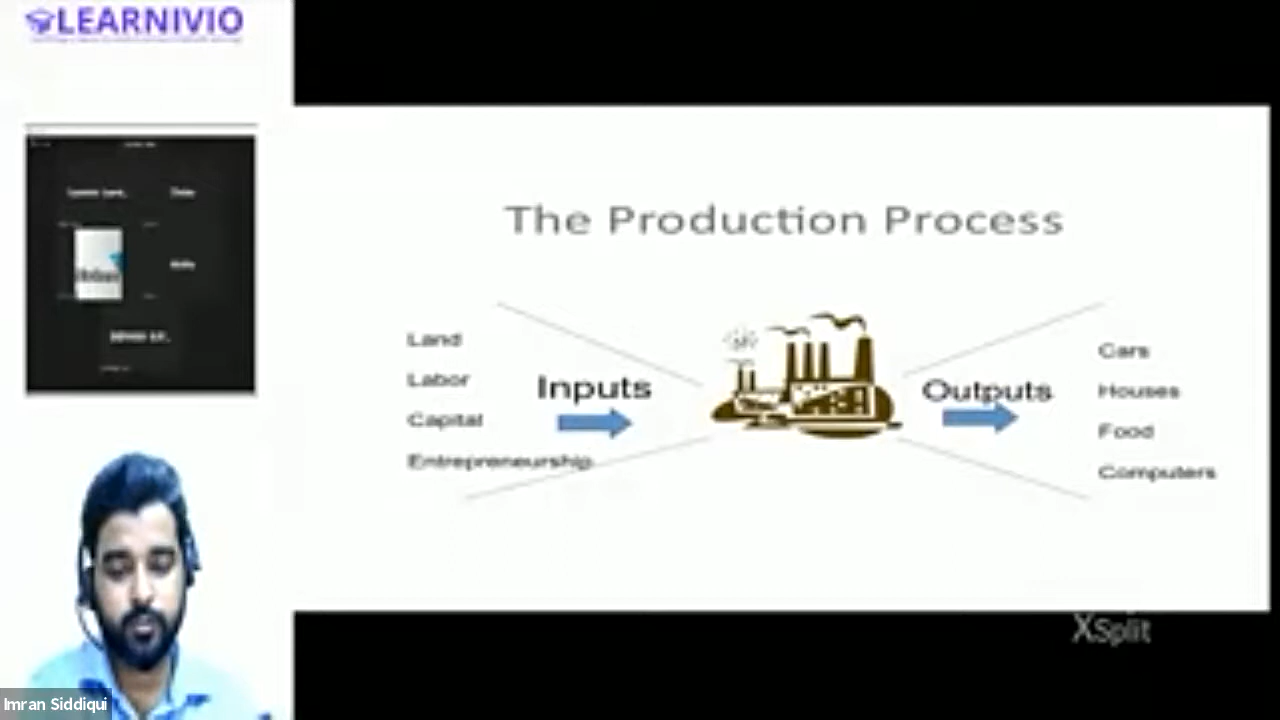 LEARNIVIO
The Production Process
Land
Labor
Capital
Entrepreneurship
Inputs
Outputs
Cars
Houses
Food
Computers
XSplit
Imran Siddiqui